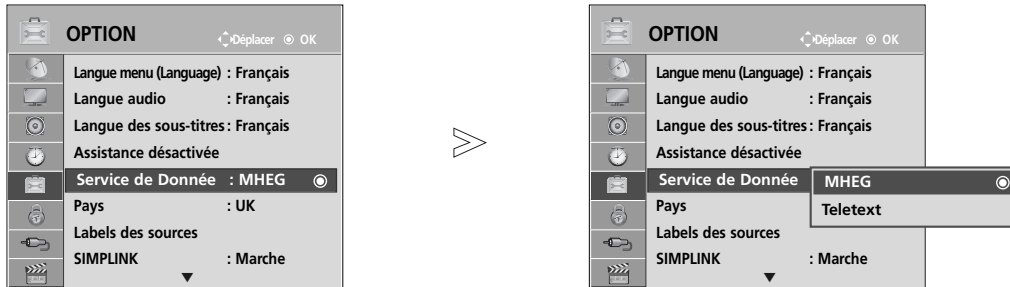 OPTION
Déplacer OK
Langue menu (Language) : Français
Langue audio : Français
Langue des sous-titres : Français
Assistance désactivée
Service de Donnée : MHEG
Pays : UK
Labels des sources
SIMPLINK : Marche
OPTION
Déplacer OK
Langue menu (Language) : Français
Langue audio : Français
Langue des sous-titres : Français
Assistance désactivée
Service de Donnée
MHEG
Pays
Teletext
Labels des sources
SIMPLINK : Marche